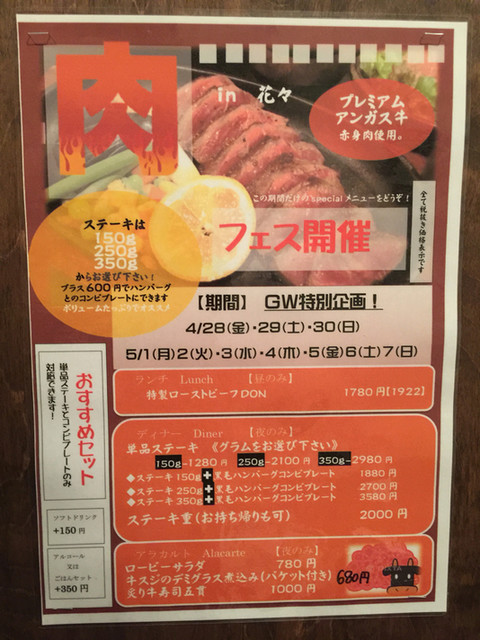 肉
in 花々
プレミアム
アンガス牛
赤身肉使用。
この期間だけのspecialメニューをどうぞ!
フェス開催
全て税抜き価格表示です
ステーキは
150g
250g
350g
からお選び下さい!
プラス600円でハンバーグ
とのコンビプレートにできます
ボリュームたっぷりでオススメ
【期間】 GW特別企画!
4/28(金)・29(土)・30(日)
5/1(月)2(火)・3(水)・4(木)・5(金)6(土)7(日)
ランチ Lunch 【昼のみ】
特製ローストビーフDON 1780円【1922】
おすすめセット
単品ステーキとコンビプレートのみ
対応できます!
ソフトドリンク
+150円
アルコール
又は
ごはんセット
+350円
ディナー Diner 【夜のみ】
単品ステーキ 《グラムをお選び下さい》
150g-1280円 250g-2100円 350g-2980円
◆ステーキ150g+黒毛ハンバーグコンビプレート 1880円
◆ステーキ250g+黒毛ハンバーグコンビプレート 2700円
◆ステーキ350g+黒毛ハンバーグコンビプレート 3580円
ステーキ重(お持ち帰りも可) 2000円
アラカルト Alacarte 【夜のみ】
ロービーサラダ 780円
牛スジのデミグラス煮込み(バケット付き) 680円
炙り牛寿司五貫 1000円